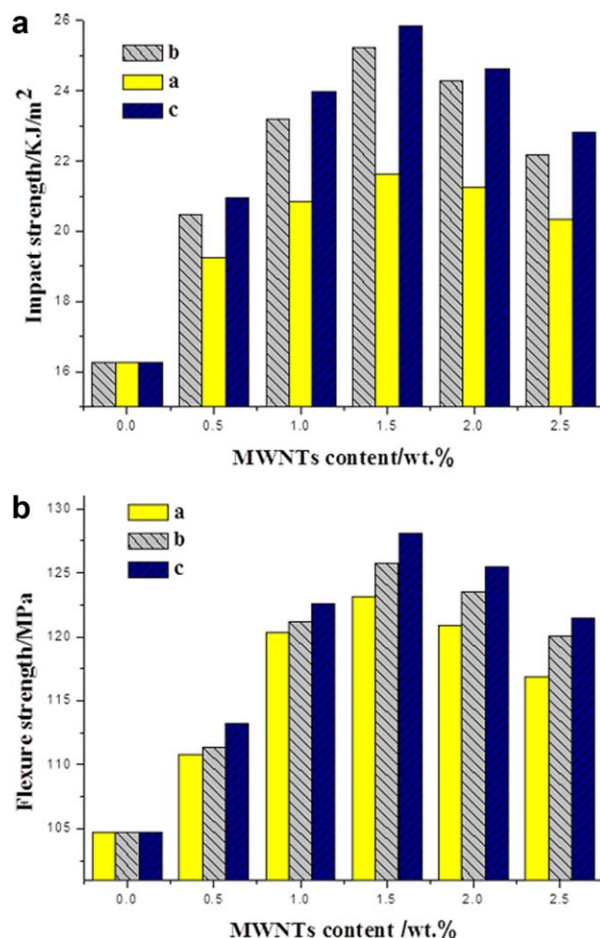 a
26
24
22
20
18
16
Impact strength/KJ/m2
b
a
c
0.0 0.5 1.0 1.5 2.0 2.5
MWNTs content/wt.%
b
130
125
120
115
110
105
Flexure strength/MPa
a
b
c
0.0 0.5 1.0 1.5 2.0 2.5
MWNTs content /wt.%